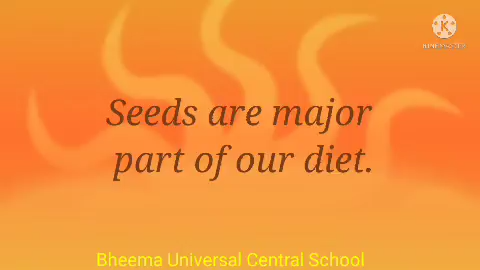 Seeds are major
part of our diet.
Bheema Universal Central School